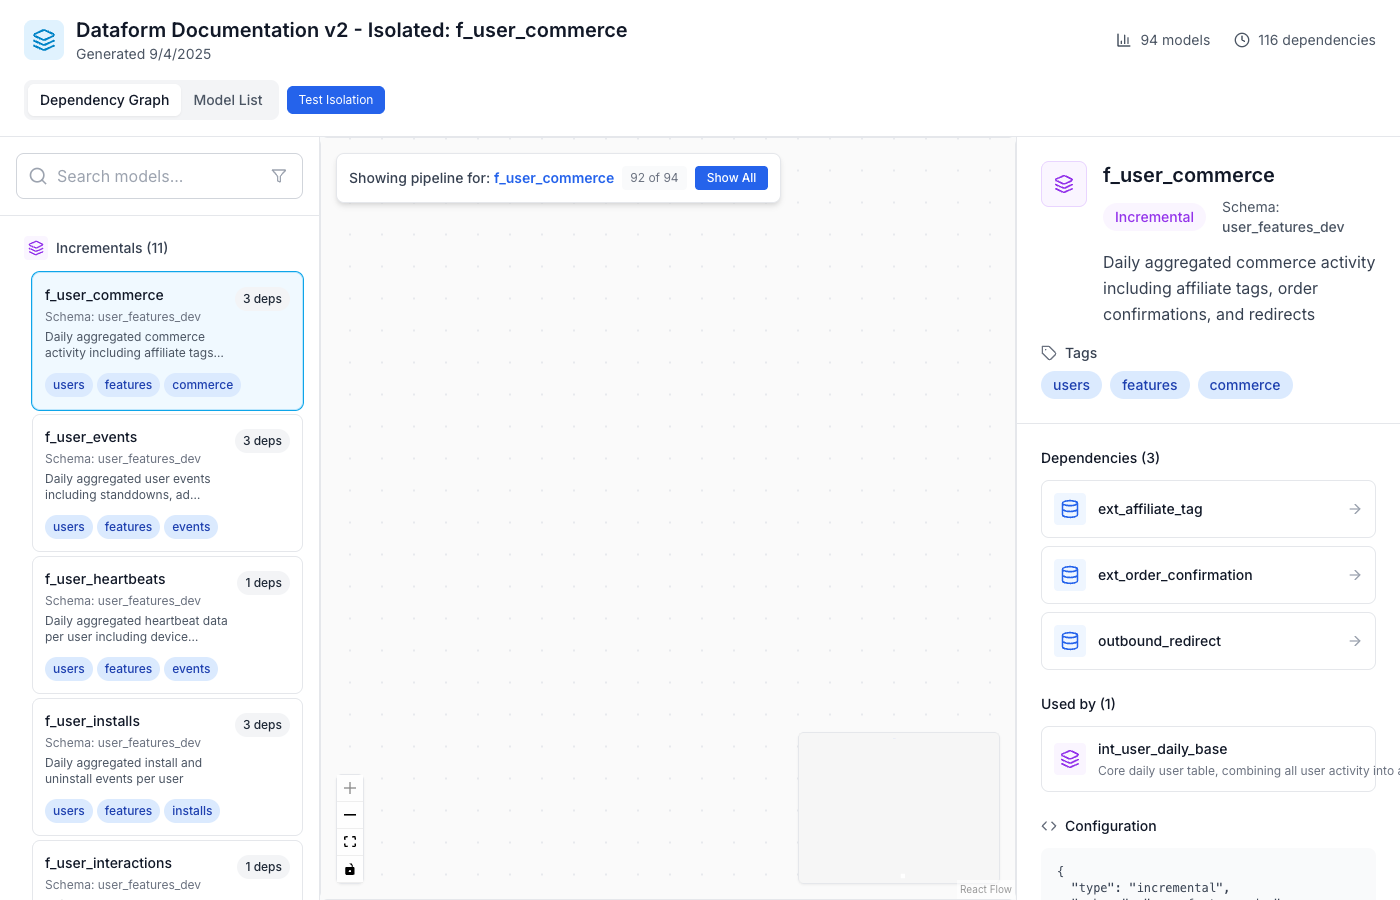 Dataform Documentation v2 - Isolated: f_user_commerce
Generated 9/4/2025
94 models
116 dependencies
Dependency Graph
Model List
Test Isolation
Search models...
Incrementals (11)
f_user_commerce
3 deps
Schema: user_features_dev
Daily aggregated commerce
activity including affiliate tags...
users
features
commerce
f_user_events
3 deps
Schema: user_features_dev
Daily aggregated user events
including standdowns, ad...
users
features
events
f_user_heartbeats
1 deps
Schema: user_features_dev
Daily aggregated heartbeat data
per user including device...
users
features
events
f_user_installs
3 deps
Schema: user_features_dev
Daily aggregated install and
uninstall events per user
users
features
installs
f_user_interactions
1 deps
Schema: user_features_dev
Showing pipeline for: f_user_commerce
92 of 94
Show All
React Flow
f_user_commerce
Incremental
Schema:
user_features_dev
Daily aggregated commerce activity
including affiliate tags, order
confirmations, and redirects
Tags
users
features
commerce
Dependencies (3)
ext_affiliate_tag
ext_order_confirmation
outbound_redirect
Used by (1)
int_user_daily_base
Core daily user table, combining all user activity into
Configuration
{
"type": "incremental",